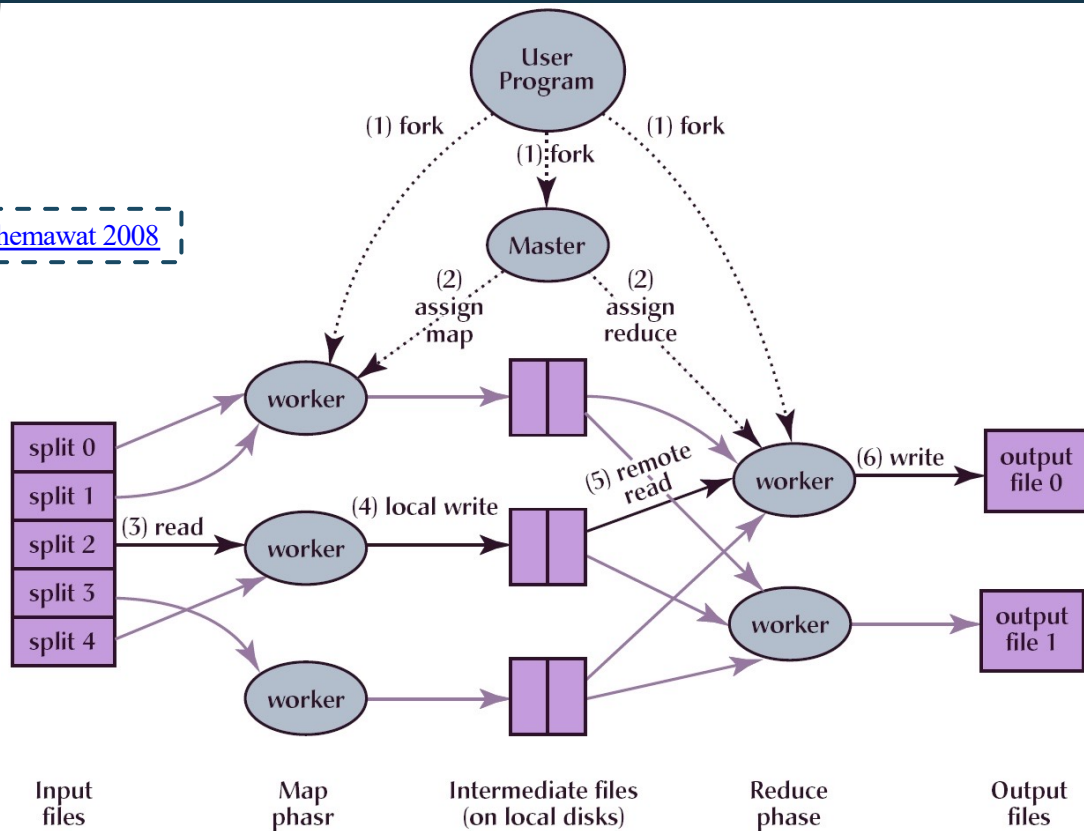 User
Program
(1) fork
(1) fork
(1) fork
hemawat 2008
Master
(2)
assign
map
(2)
assign
reduce
worker
split 0
split 1
split 2
split 3
split 4
(3) read
worker
(4) local write
(5) remote
read
worker
(6) write
output
file 0
worker
output
file 1
worker
Input
files
Map
phasr
Intermediate files
(on local disks)
Reduce
phase
Output
files